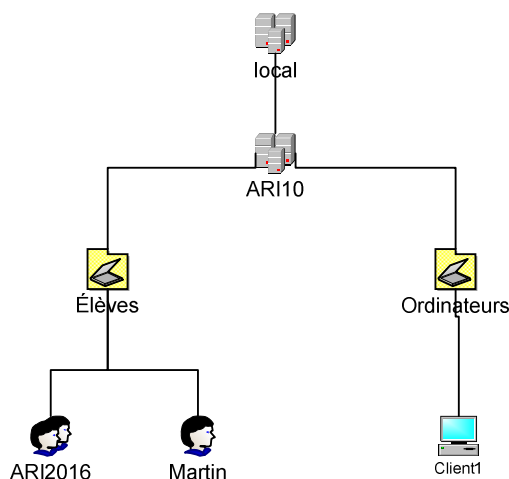 local
ARI10
Élèves
Ordinateurs
ARI2016
Martin
Client1